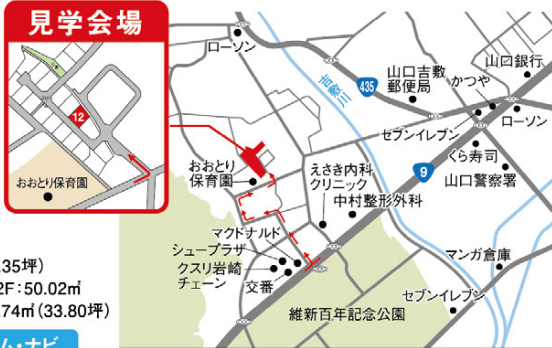 見学会場
12
おおとり保育園
ローソン
吉敷川
435
山口吉敷
郵便局
山口銀行
かつや
ローソン
セブンイレブン
くら寿司
山口警察署
9
おおとり
保育園
えさき内科
クリニック
中村整形外科
マクドナルド
シュープラザ
クスリ岩崎
チェーン
交番
マンガ倉庫
セブンイレブン
維新百年記念公園
.35坪)
2F:50.02㎡
.74㎡(33.80坪)
ム・ナビ